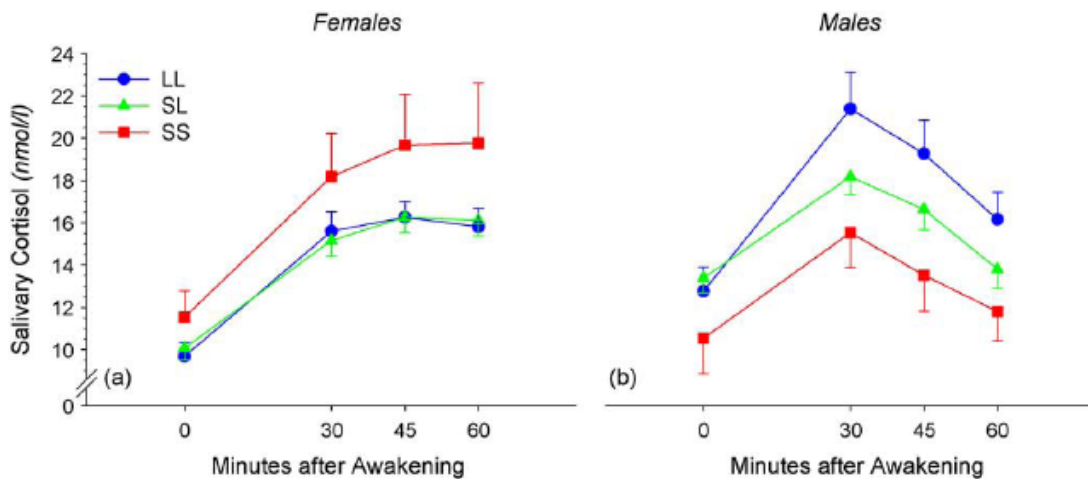 Females
Males
24
22
20
18
16
14
12
10
0
Salivary Cortisol (nmol/l)
LL
SL
SS
(a)
(b)
0 30 45 60
0 30 45 60
Minutes after Awakening
Minutes after Awakening